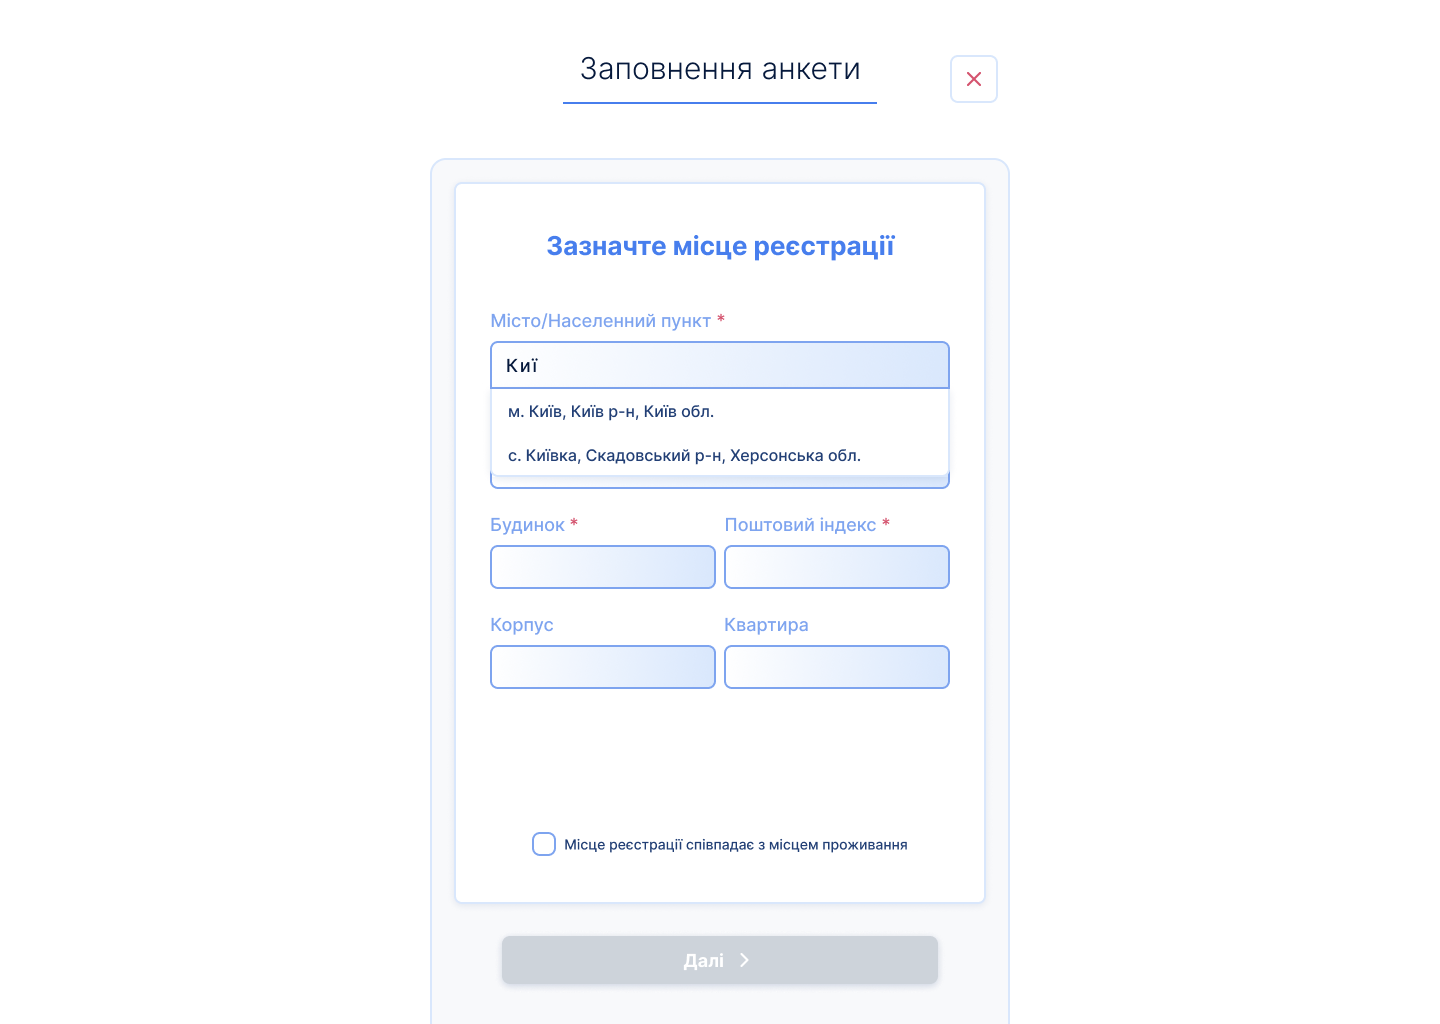 Заповнення анкети
Зазначте місце реєстрації
Місто/Населенний пункт *
Киї
м. Київ, Київ р-н, Київ обл.
с. Київка, Скадовський р-н, Херсонська обл.
Будинок *
Поштовий індекс *
Корпус
Квартира
Місце реєстрації співпадає з місцем проживання
Далі